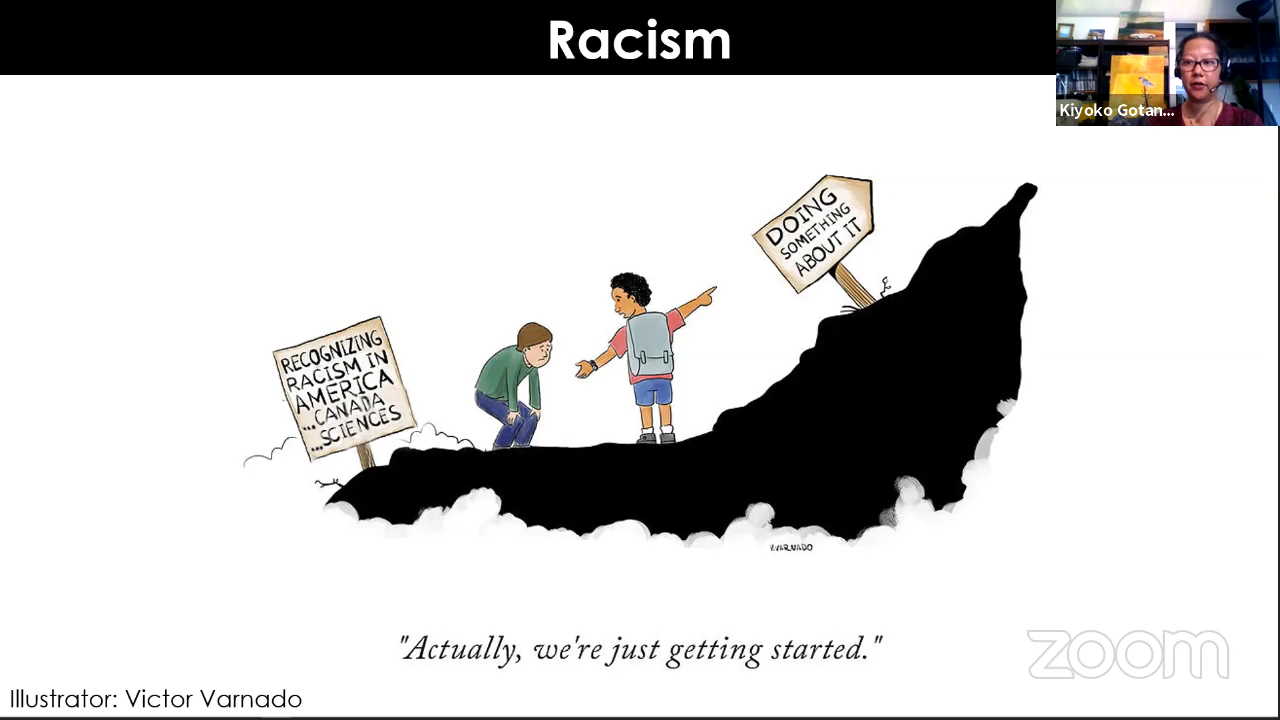 Racism
Kiyoko Gotan...
DOING
SOMETHING
ABOUT IT
RECOGNIZING
RACISM IN
AMERICA
...CANADA
...SCIENCES
V.VARNADO
"Actually, we're just getting started."
zoom
Illustrator: Victor Varnado